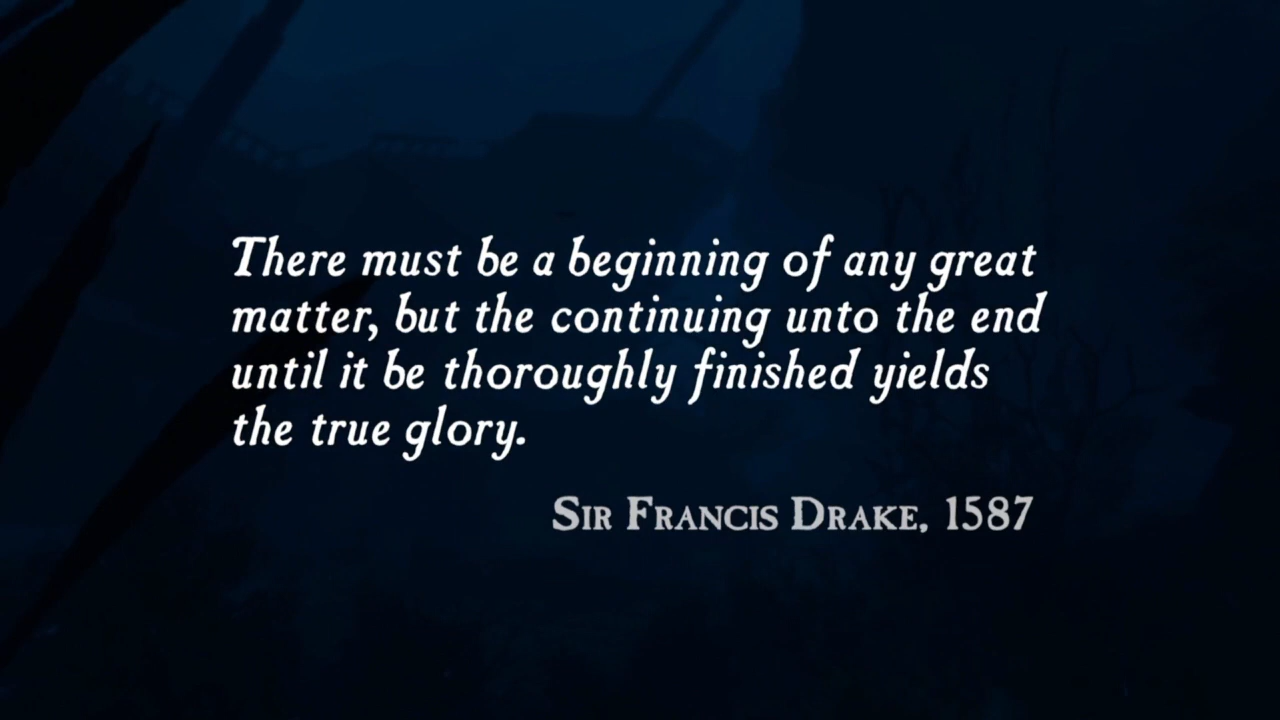 There must be a beginning of any great
matter, but the continuing unto the end
until it be thoroughly finished yields
the true glory.
Sir Francis Drake, 1587